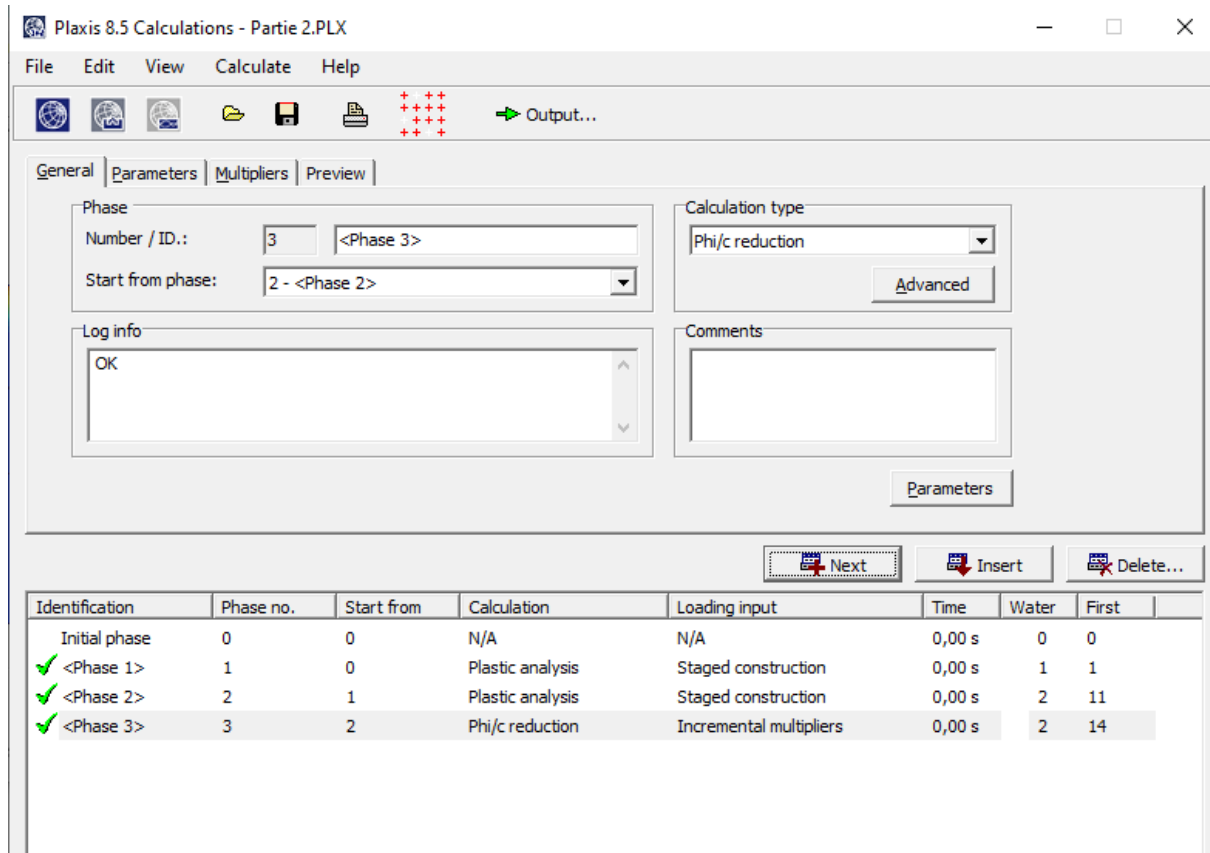 Plaxis 8.5 Calculations - Partie 2.PLX
File Edit View Calculate Help
Output...
General Parameters Multipliers Preview
Phase
Number / ID.: 3 <Phase 3>
Start from phase: 2 - <Phase 2>
Calculation type
Phi/c reduction
Advanced
Log info
OK
Comments
Parameters
Next Insert Delete...
Identification Phase no. Start from Calculation Loading input Time Water First
Initial phase 0 0 N/A N/A 0,00 s 0 0
<Phase 1> 1 0 Plastic analysis Staged construction 0,00 s 1 1
<Phase 2> 2 1 Plastic analysis Staged construction 0,00 s 2 11
<Phase 3> 3 2 Phi/c reduction Incremental multipliers 0,00 s 2 14